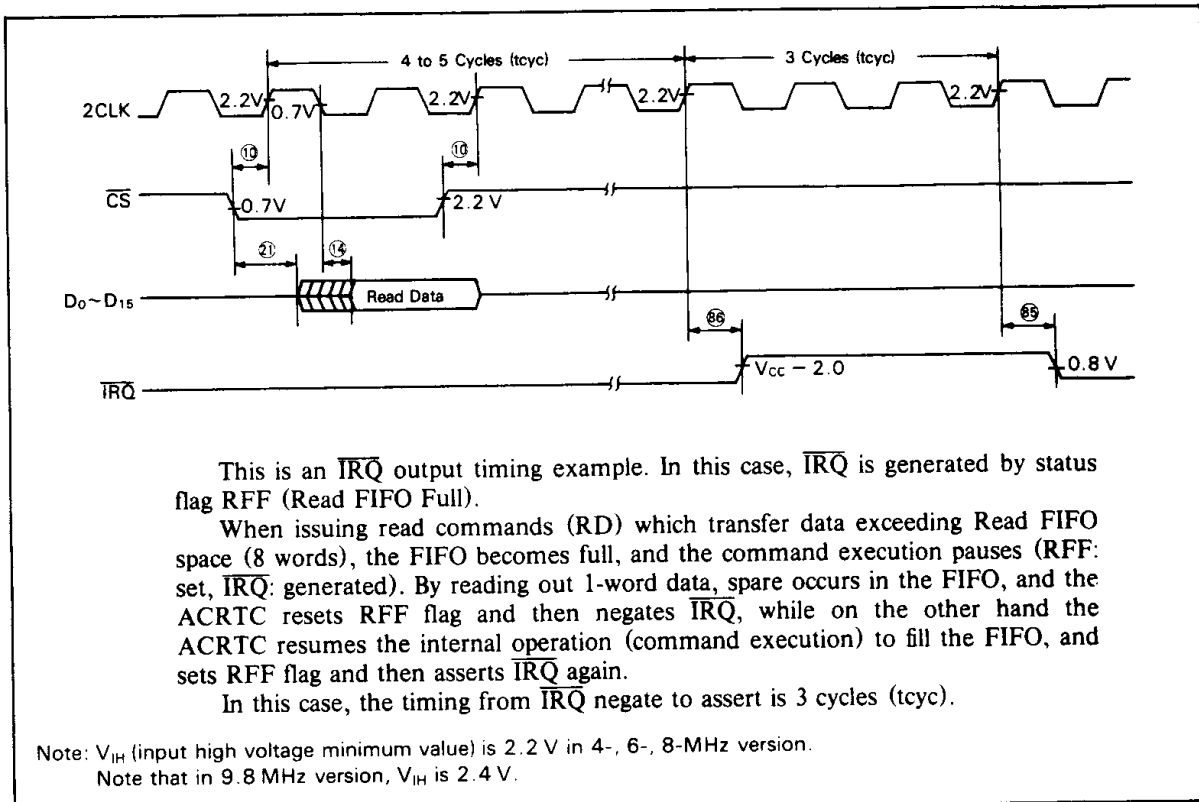 4 to 5 Cycles (tcyc)
3 Cycles (tcyc)
2CLK
2.2V
0.7V
2.2V
2.2V
2.2V
⑩
⑩
C̅S̅
0.7V
2.2 V
㉑
⑭
D₀~D₁₅
Read Data
86
85
I̅R̅Q̅
Vcc − 2.0
0.8 V
This is an I̅R̅Q̅ output timing example. In this case, I̅R̅Q̅ is generated by status
flag RFF (Read FIFO Full).
When issuing read commands (RD) which transfer data exceeding Read FIFO
space (8 words), the FIFO becomes full, and the command execution pauses (RFF:
set, I̅R̅Q̅: generated). By reading out 1-word data, spare occurs in the FIFO, and the
ACRTC resets RFF flag and then negates I̅R̅Q̅, while on the other hand the
ACRTC resumes the internal operation (command execution) to fill the FIFO, and
sets RFF flag and then asserts I̅R̅Q̅ again.
In this case, the timing from I̅R̅Q̅ negate to assert is 3 cycles (tcyc).
Note: VIH (input high voltage minimum value) is 2.2 V in 4-, 6-, 8-MHz version.
Note that in 9.8 MHz version, VIH is 2.4 V.